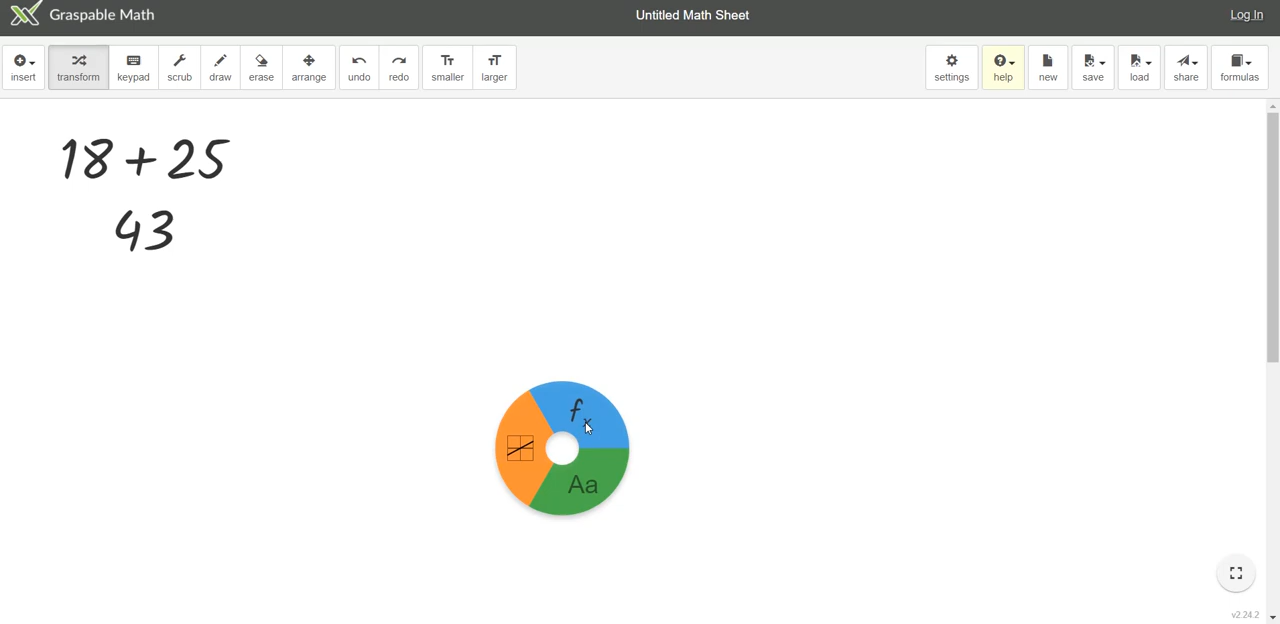 Graspable Math
Untitled Math Sheet
Log In
insert
transform
keypad
scrub
draw
erase
arrange
undo
redo
smaller
larger
settings
help
new
save
load
share
formulas
18 + 25
43
fx
Aa
v2.24.2